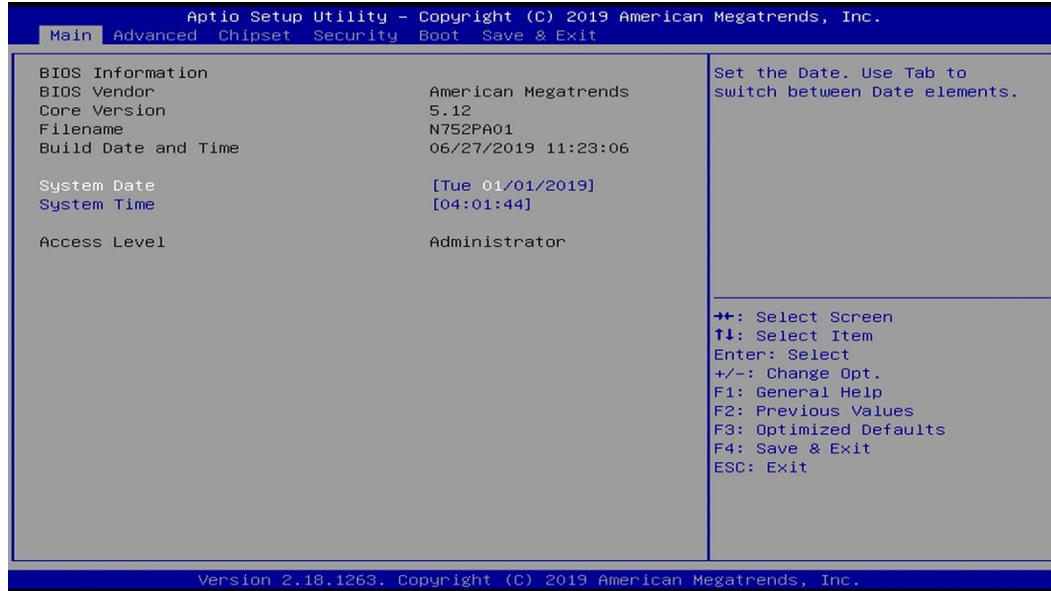 Aptio Setup Utility – Copyright (C) 2019 American Megatrends, Inc.
Main Advanced Chipset Security Boot Save & Exit
BIOS Information
BIOS Vendor American Megatrends
Core Version 5.12
Filename N752PA01
Build Date and Time 06/27/2019 11:23:06
System Date [Tue 01/01/2019]
System Time [04:01:44]
Access Level Administrator
Set the Date. Use Tab to
switch between Date elements.
→←: Select Screen
↑↓: Select Item
Enter: Select
+/-: Change Opt.
F1: General Help
F2: Previous Values
F3: Optimized Defaults
F4: Save & Exit
ESC: Exit
Version 2.18.1263. Copyright (C) 2019 American Megatrends, Inc.